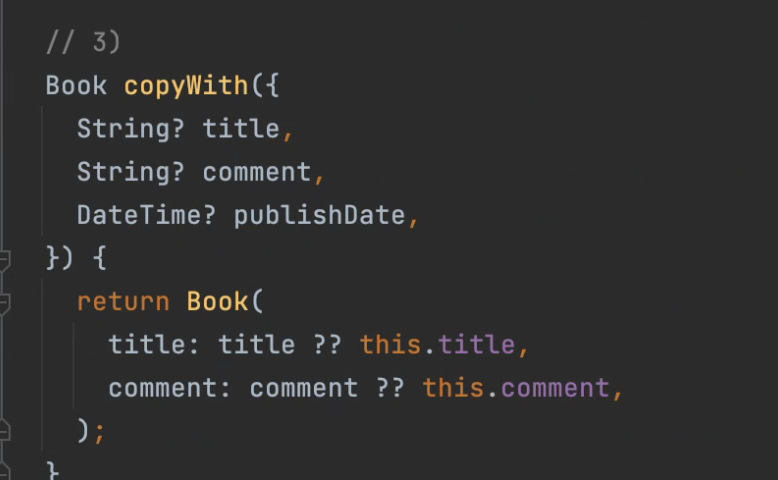 // 3)
Book copyWith({
String? title,
String? comment,
DateTime? publishDate,
}) {
return Book(
title: title ?? this.title,
comment: comment ?? this.comment,
);
}